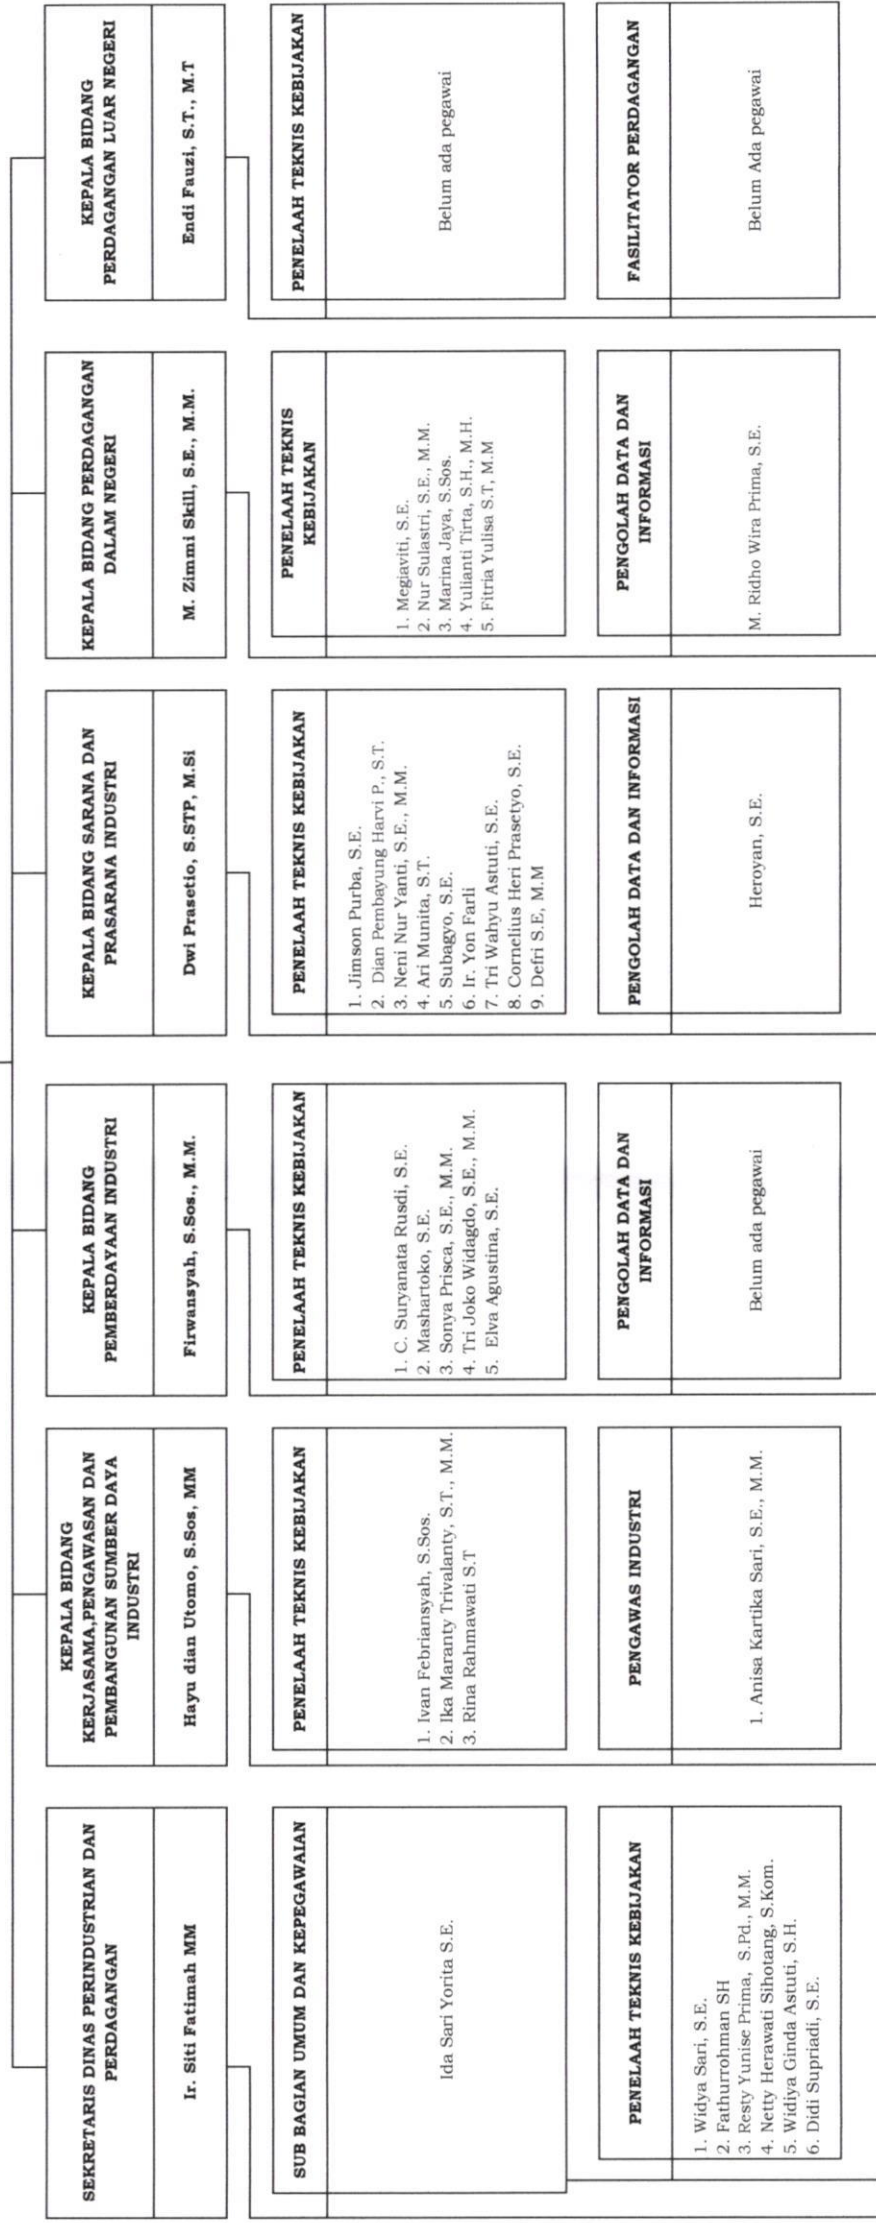 SEKRETARIS DINAS PERINDUSTRIAN DAN
PERDAGANGAN
Ir. Siti Fatimah MM
SUB BAGIAN UMUM DAN KEPEGAWAIAN
Ida Sari Yorita S.E.
PENELAAH TEKNIS KEBIJAKAN
1. Widya Sari, S.E.
2. Fathurrohman SH
3. Resty Yunise Prima, S.Pd., M.M.
4. Netty Herawati Sihotang, S.Kom.
5. Widiya Ginda Astuti, S.H.
6. Didi Supriadi, S.E.
KEPALA BIDANG
KERJASAMA,PENGAWASAN DAN
PEMBANGUNAN SUMBER DAYA
INDUSTRI
Hayu dian Utomo, S.Sos, MM
PENELAAH TEKNIS KEBIJAKAN
1. Ivan Febriansyah, S.Sos.
2. Ika Maranty Trivalanty, S.T., M.M.
3. Rina Rahmawati S.T
PENGAWAS INDUSTRI
1. Anisa Kartika Sari, S.E., M.M.
KEPALA BIDANG
PEMBERDAYAAN INDUSTRI
Firwansyah, S.Sos., M.M.
PENELAAH TEKNIS KEBIJAKAN
1. C. Suryanata Rusdi, S.E.
2. Mashartoko, S.E.
3. Sonya Prisca, S.E., M.M.
4. Tri Joko Widagdo, S.E., M.M.
5. Elva Agustina, S.E.
PENGOLAH DATA DAN
INFORMASI
Belum ada pegawai
KEPALA BIDANG SARANA DAN
PRASARANA INDUSTRI
Dwi Prasetio, S.STP, M.Si
PENELAAH TEKNIS KEBIJAKAN
1. Jimson Purba, S.E.
2. Dian Pembayung Harvi P., S.T.
3. Neni Nur Yanti, S.E., M.M.
4. Ari Munita, S.T.
5. Subagyo, S.E.
6. Ir. Yon Farli
7. Tri Wahyu Astuti, S.E.
8. Cornelius Heri Prasetyo, S.E.
9. Defri S.E, M.M
PENGOLAH DATA DAN INFORMASI
Heroyan, S.E.
KEPALA BIDANG PERDAGANGAN
DALAM NEGERI
M. Zimmi Skill, S.E., M.M.
PENELAAH TEKNIS
KEBIJAKAN
1. Megiaviti, S.E.
2. Nur Sulastri, S.E., M.M.
3. Marina Jaya, S.Sos.
4. Yulianti Tirta, S.H., M.H.
5. Fitria Yulisa S.T, M.M
PENGOLAH DATA DAN
INFORMASI
M. Ridho Wira Prima, S.E.
KEPALA BIDANG
PERDAGANGAN LUAR NEGERI
Endi Fauzi, S.T., M.T
PENELAAH TEKNIS KEBIJAKAN
Belum ada pegawai
FASILITATOR PERDAGANGAN
Belum Ada pegawai